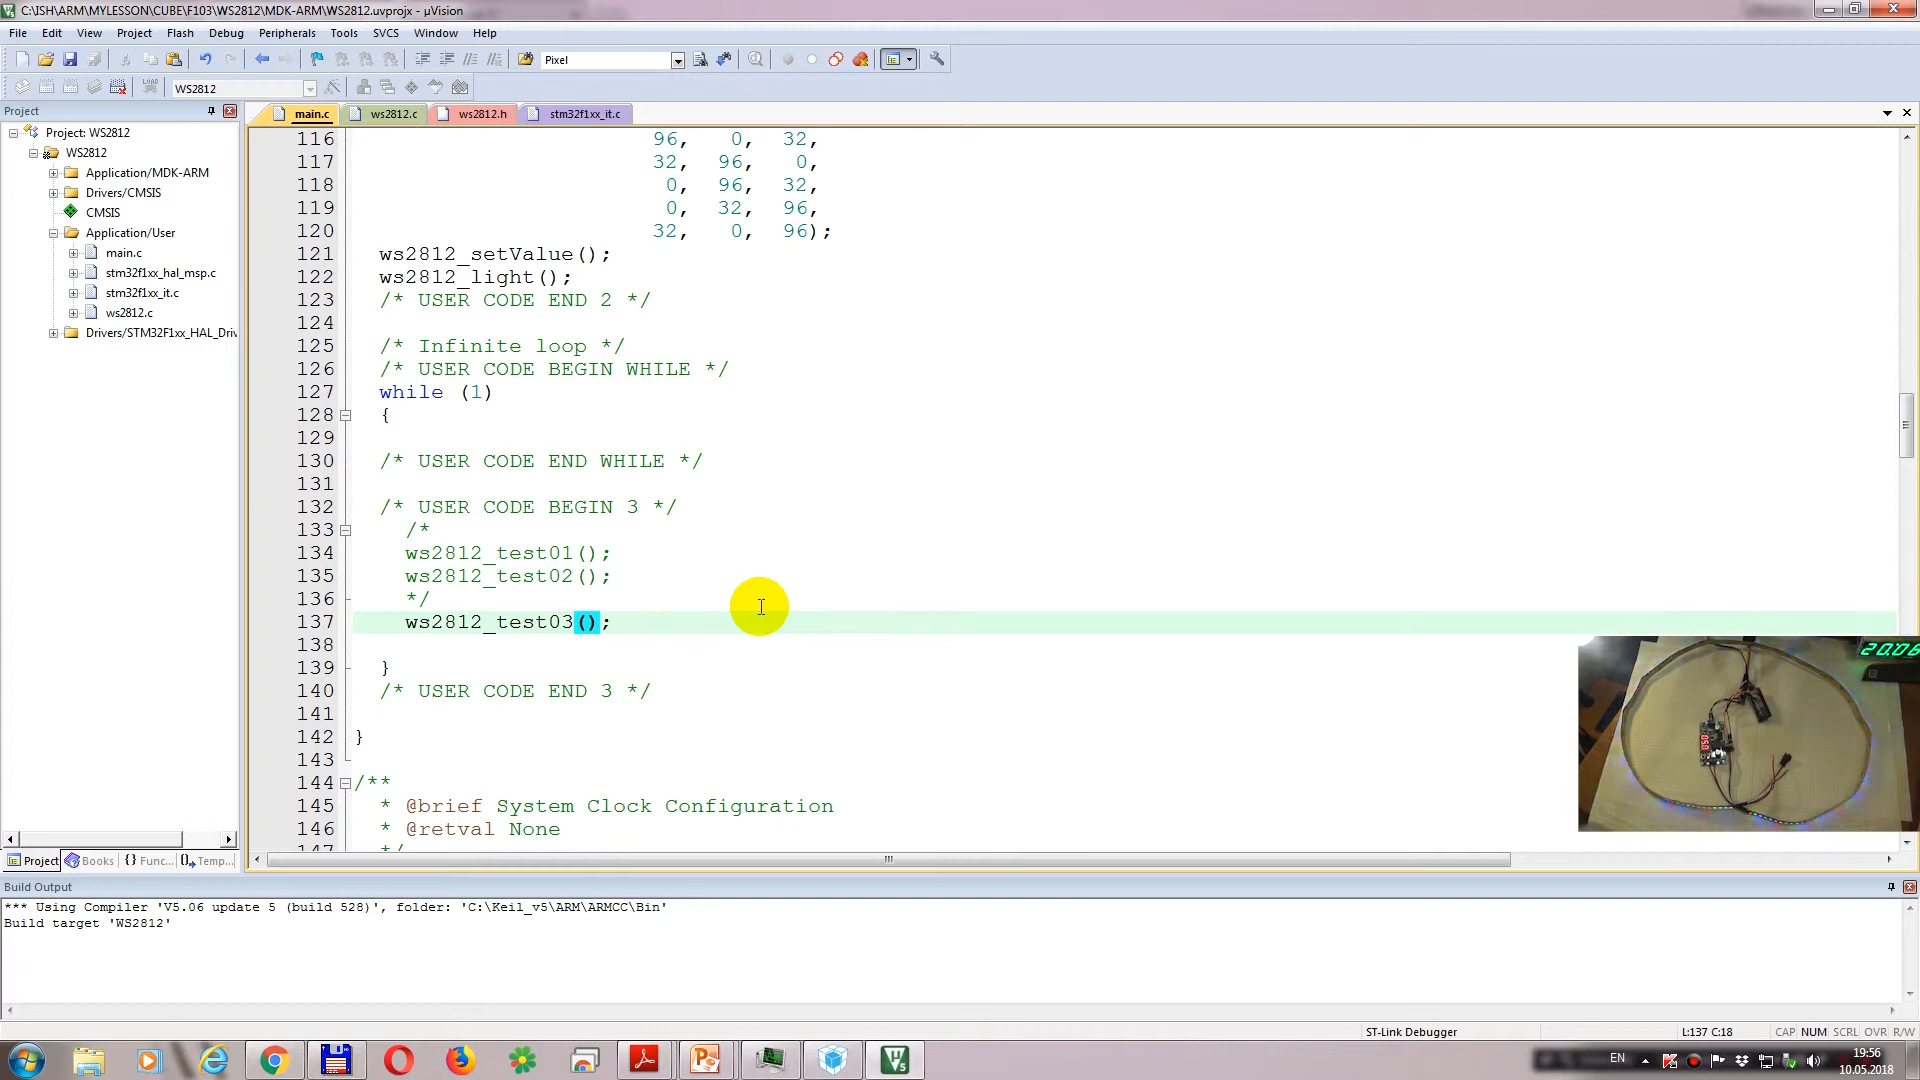 C:\ISH\ARM\MYLESSON\CUBE\F103\WS2812\MDK-ARM\WS2812.uvprojx - µVision
File Edit View Project Flash Debug Peripherals Tools SVCS Window Help
Pixel
LOAD WS2812
Project
main.c ws2812.c ws2812.h stm32f1xx_it.c
Project: WS2812
WS2812
Application/MDK-ARM
Drivers/CMSIS
CMSIS
Application/User
main.c
stm32f1xx_hal_msp.c
stm32f1xx_it.c
ws2812.c
Drivers/STM32F1xx_HAL_Driv
Project Books {} Func... Temp...
116 96, 0, 32,
117 32, 96, 0,
118 0, 96, 32,
119 0, 32, 96,
120 32, 0, 96);
121 ws2812_setValue();
122 ws2812_light();
123 /* USER CODE END 2 */
124
125 /* Infinite loop */
126 /* USER CODE BEGIN WHILE */
127 while (1)
128 {
129
130 /* USER CODE END WHILE */
131
132 /* USER CODE BEGIN 3 */
133 /*
134 ws2812_test01();
135 ws2812_test02();
136 */
137 ws2812_test03();
138
139 }
140 /* USER CODE END 3 */
141
142 }
143
144 /**
145 * @brief System Clock Configuration
146 * @retval None
147 */
20.06
050
Build Output
*** Using Compiler 'V5.06 update 5 (build 528)', folder: 'C:\Keil_v5\ARM\ARMCC\Bin'
Build target 'WS2812'
ST-Link Debugger L:137 C:18 CAP NUM SCRL OVR R/W
EN
19:56
10.05.2018